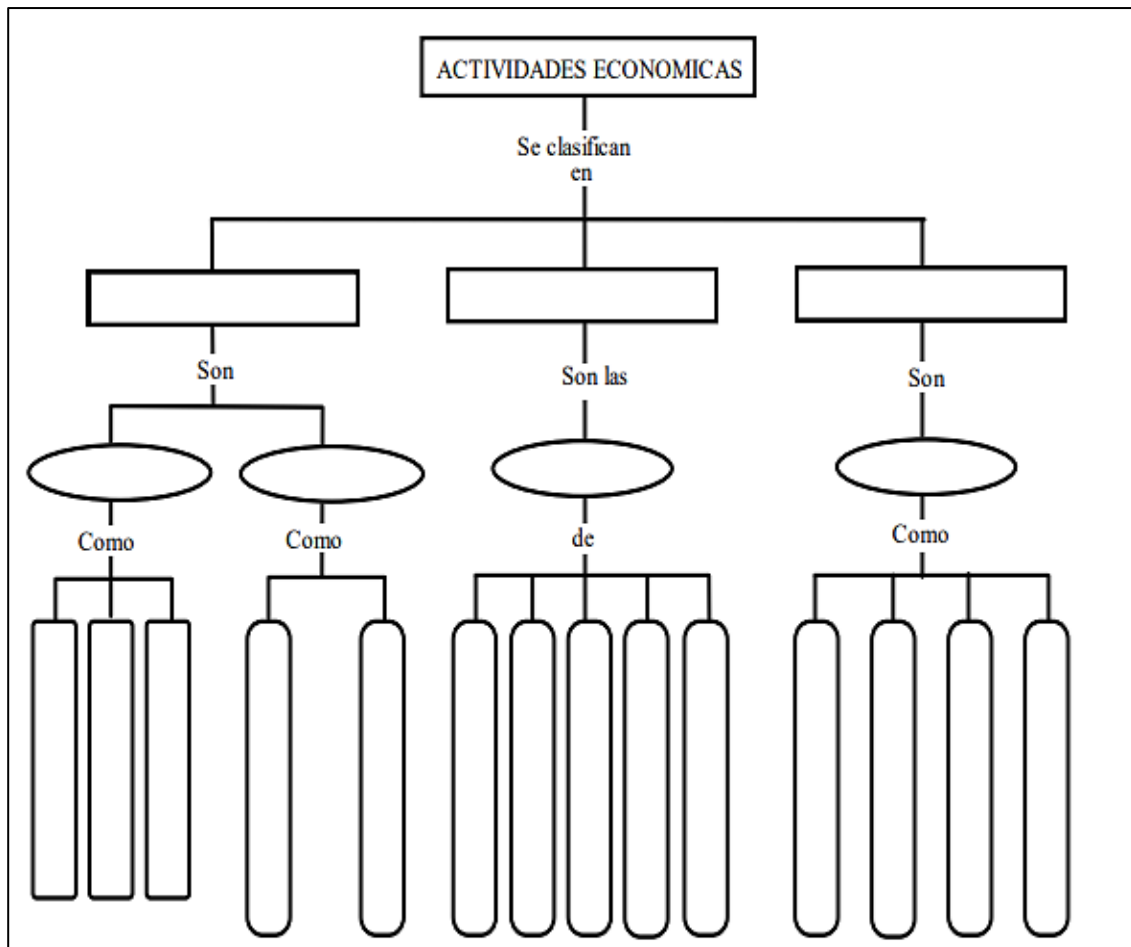 ACTIVIDADES ECONOMICAS
Se clasifican
en
Son
Son las
Son
Como
Como
de
Como